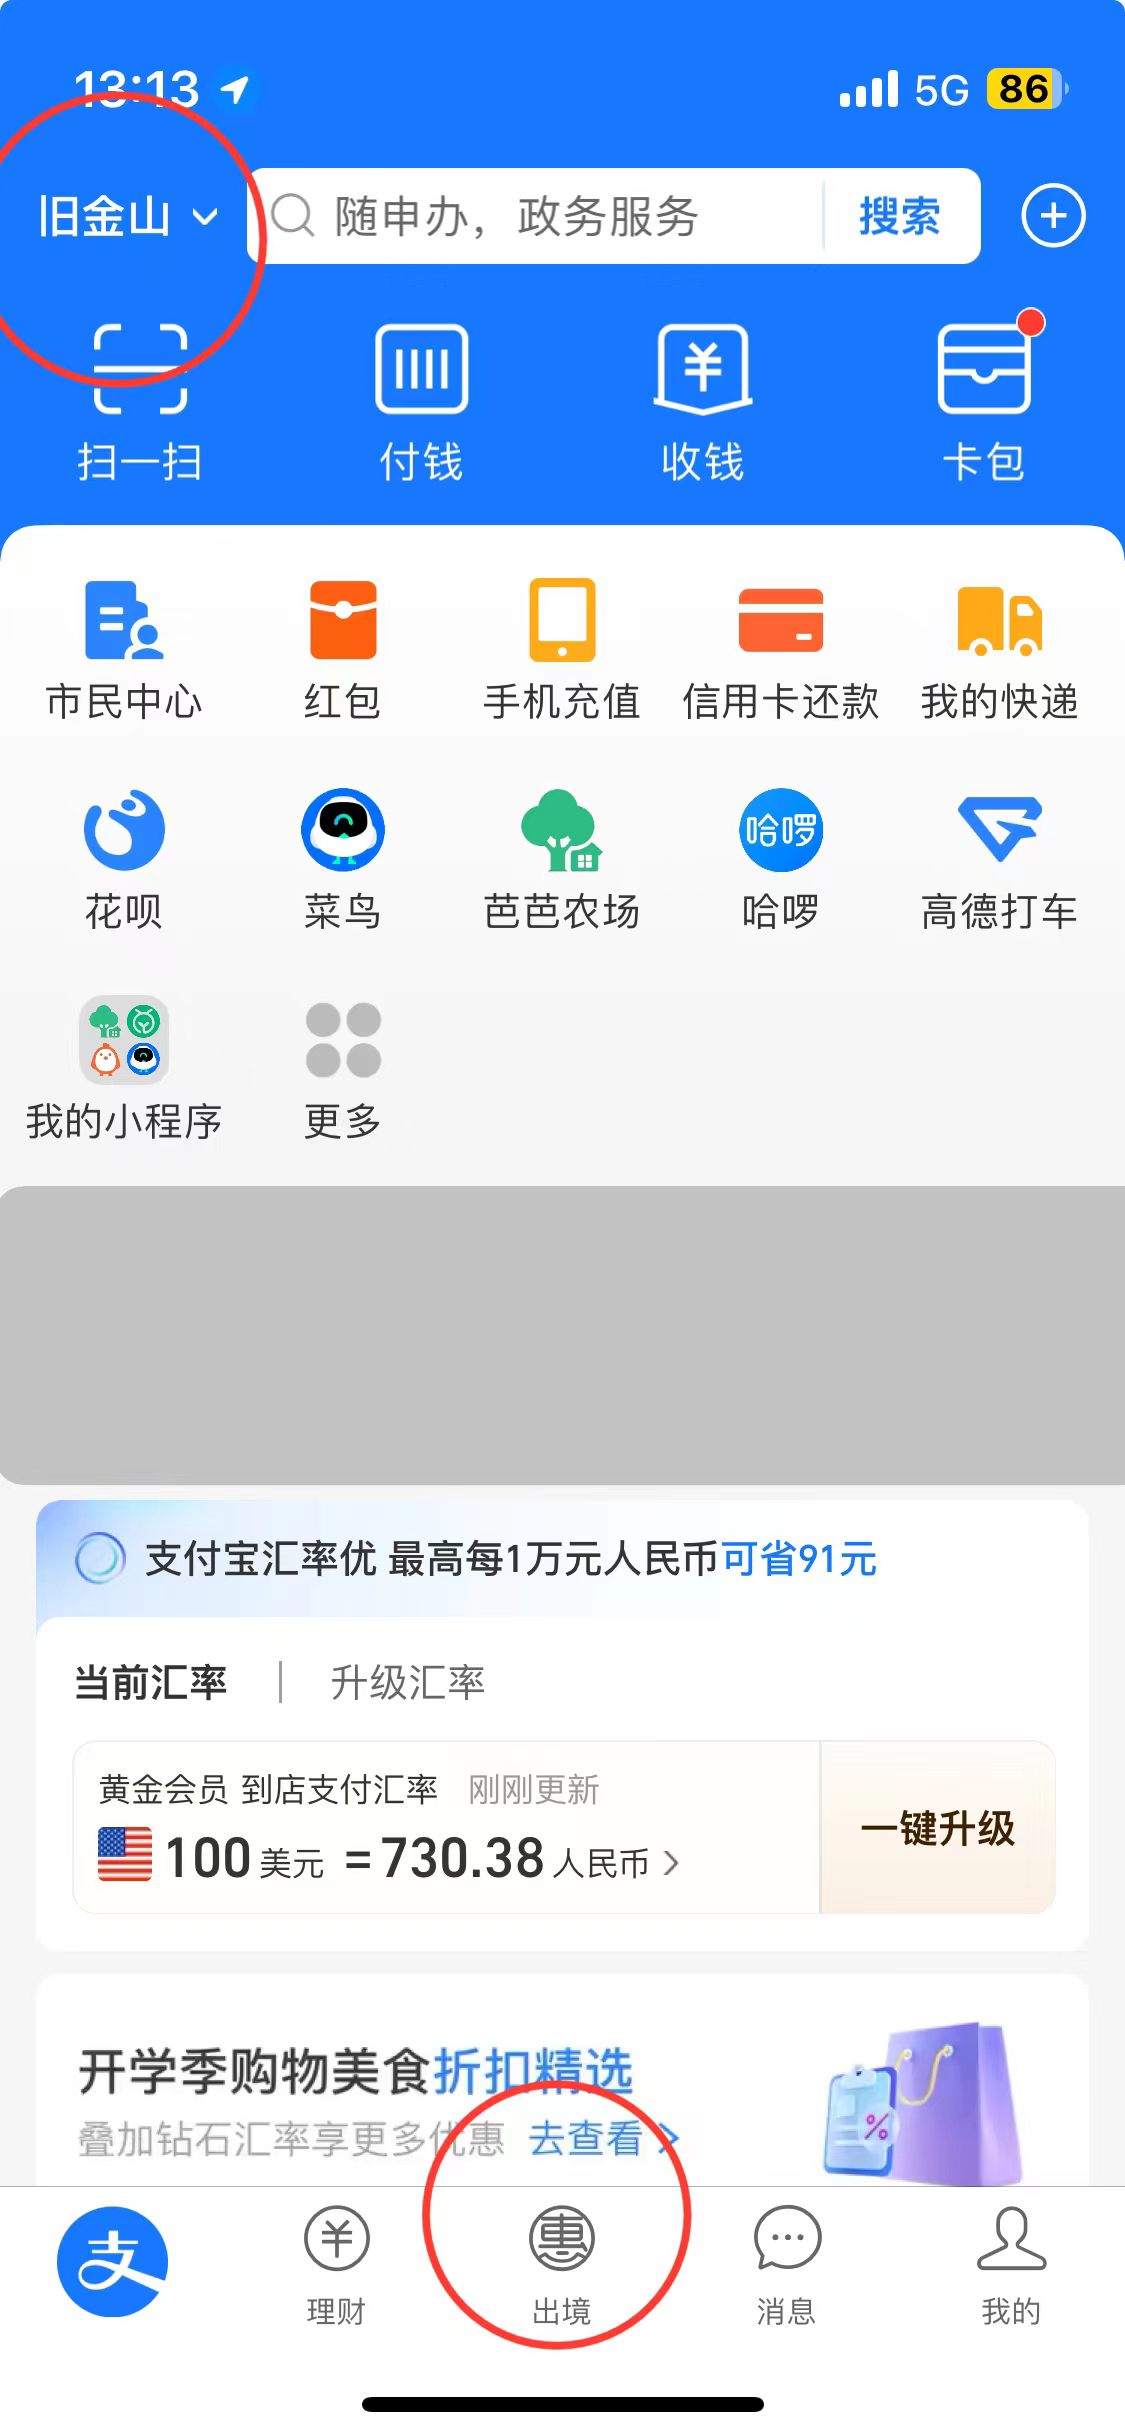 13:13 5G 86
旧金山 随申办，政务服务 搜索
扫一扫 付钱 收钱 卡包
市民中心 红包 手机充值 信用卡还款 我的快递
哈啰
花呗 菜鸟 芭芭农场 哈啰 高德打车
我的小程序 更多
支付宝汇率优 最高每1万元人民币可省91元
当前汇率 | 升级汇率
黄金会员 到店支付汇率 刚刚更新
100美元 =730.38人民币 >
一键升级
开学季购物美食折扣精选
叠加钻石汇率享更多优惠 去查看 >
支 惠
理财 出境 消息 我的